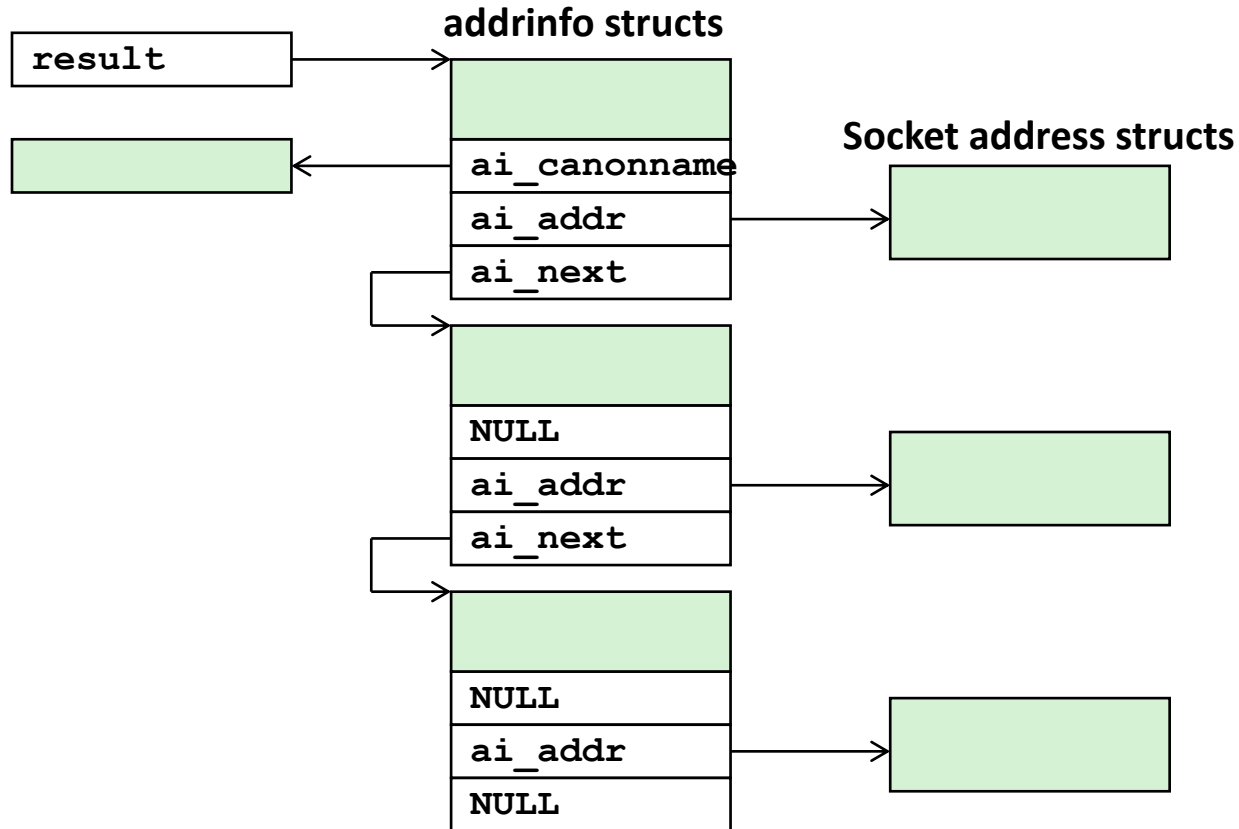 addrinfo structs
result
Socket address structs
ai_canonname
ai_addr
ai_next
NULL
ai_addr
ai_next
NULL
ai_addr
NULL